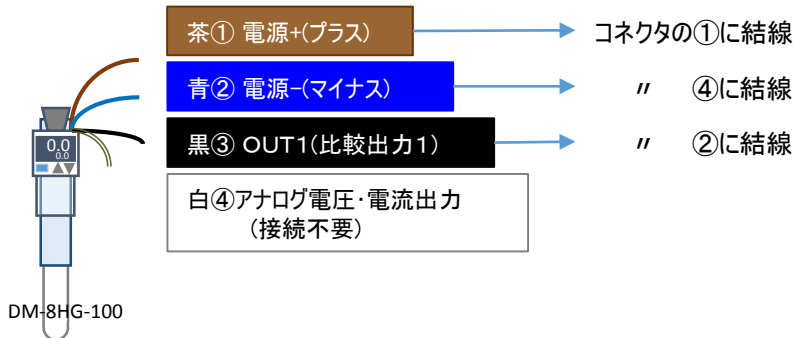 茶① 電源+(プラス)
コネクタの①に結線
青② 電源−(マイナス)
〃 ④に結線
黒③ OUT1(比較出力1)
〃 ②に結線
白④アナログ電圧・電流出力
(接続不要)
0.0
0.0
DM-8HG-100